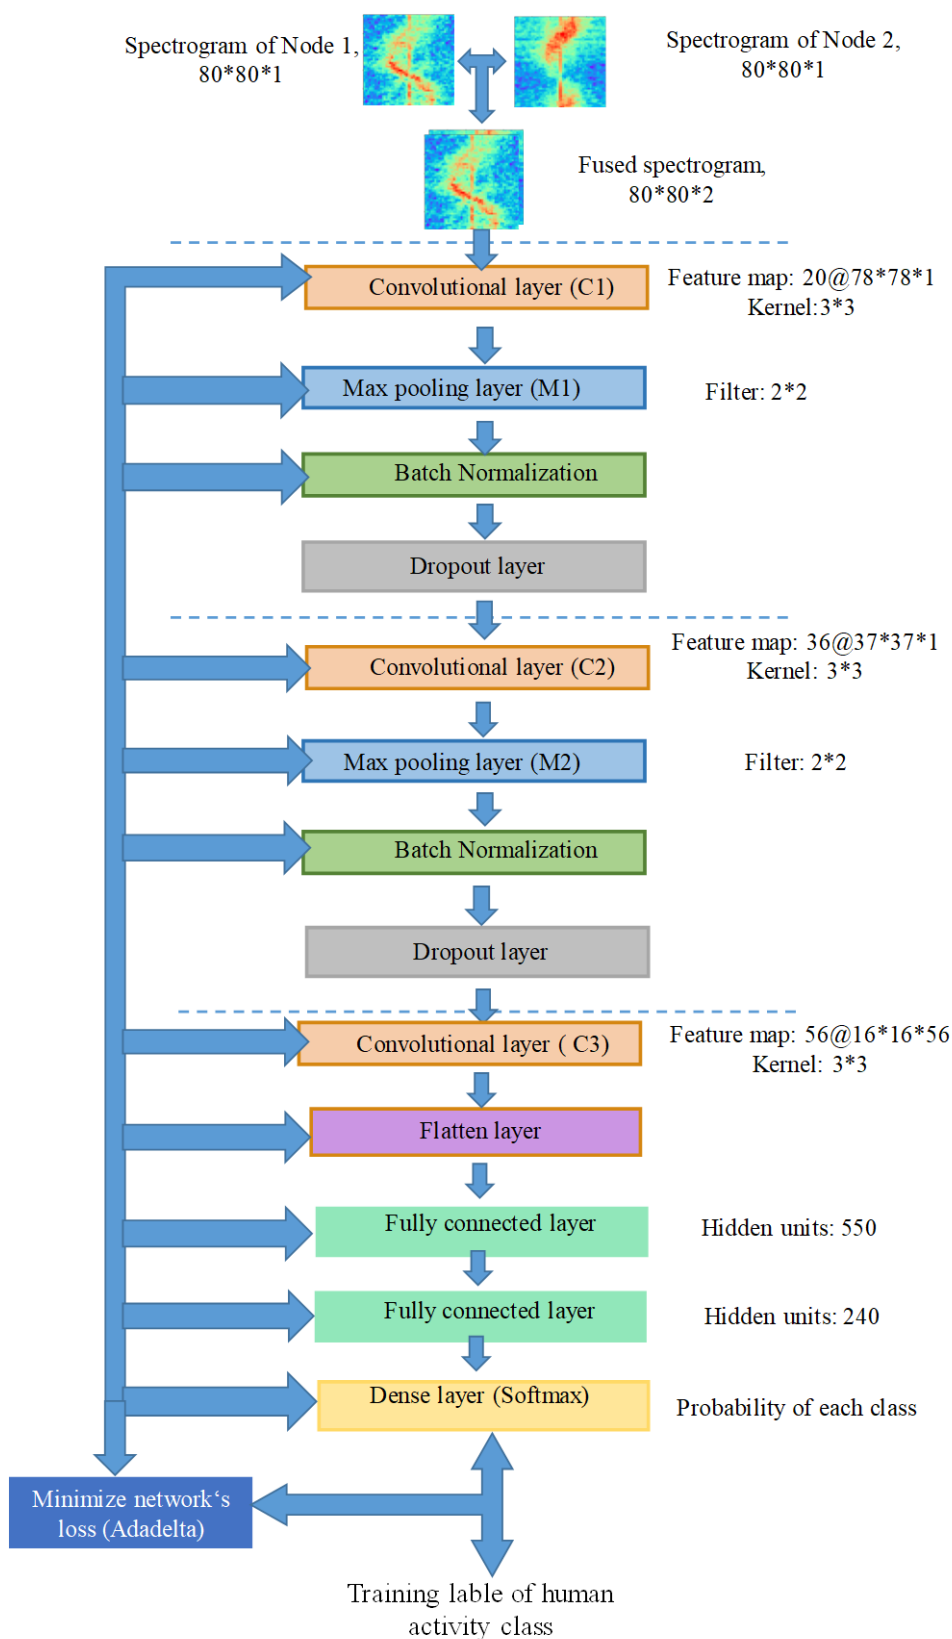 Spectrogram of Node 1,
80*80*1
Spectrogram of Node 2,
80*80*1
Fused spectrogram,
80*80*2
Convolutional layer (C1)
Feature map: 20@78*78*1
Kernel:3*3
Max pooling layer (M1)
Filter: 2*2
Batch Normalization
Dropout layer
Convolutional layer (C2)
Feature map: 36@37*37*1
Kernel: 3*3
Max pooling layer (M2)
Filter: 2*2
Batch Normalization
Dropout layer
Convolutional layer ( C3)
Feature map: 56@16*16*56
Kernel: 3*3
Flatten layer
Fully connected layer
Hidden units: 550
Fully connected layer
Hidden units: 240
Dense layer (Softmax)
Probability of each class
Minimize network‘s
loss (Adadelta)
Training lable of human
activity class